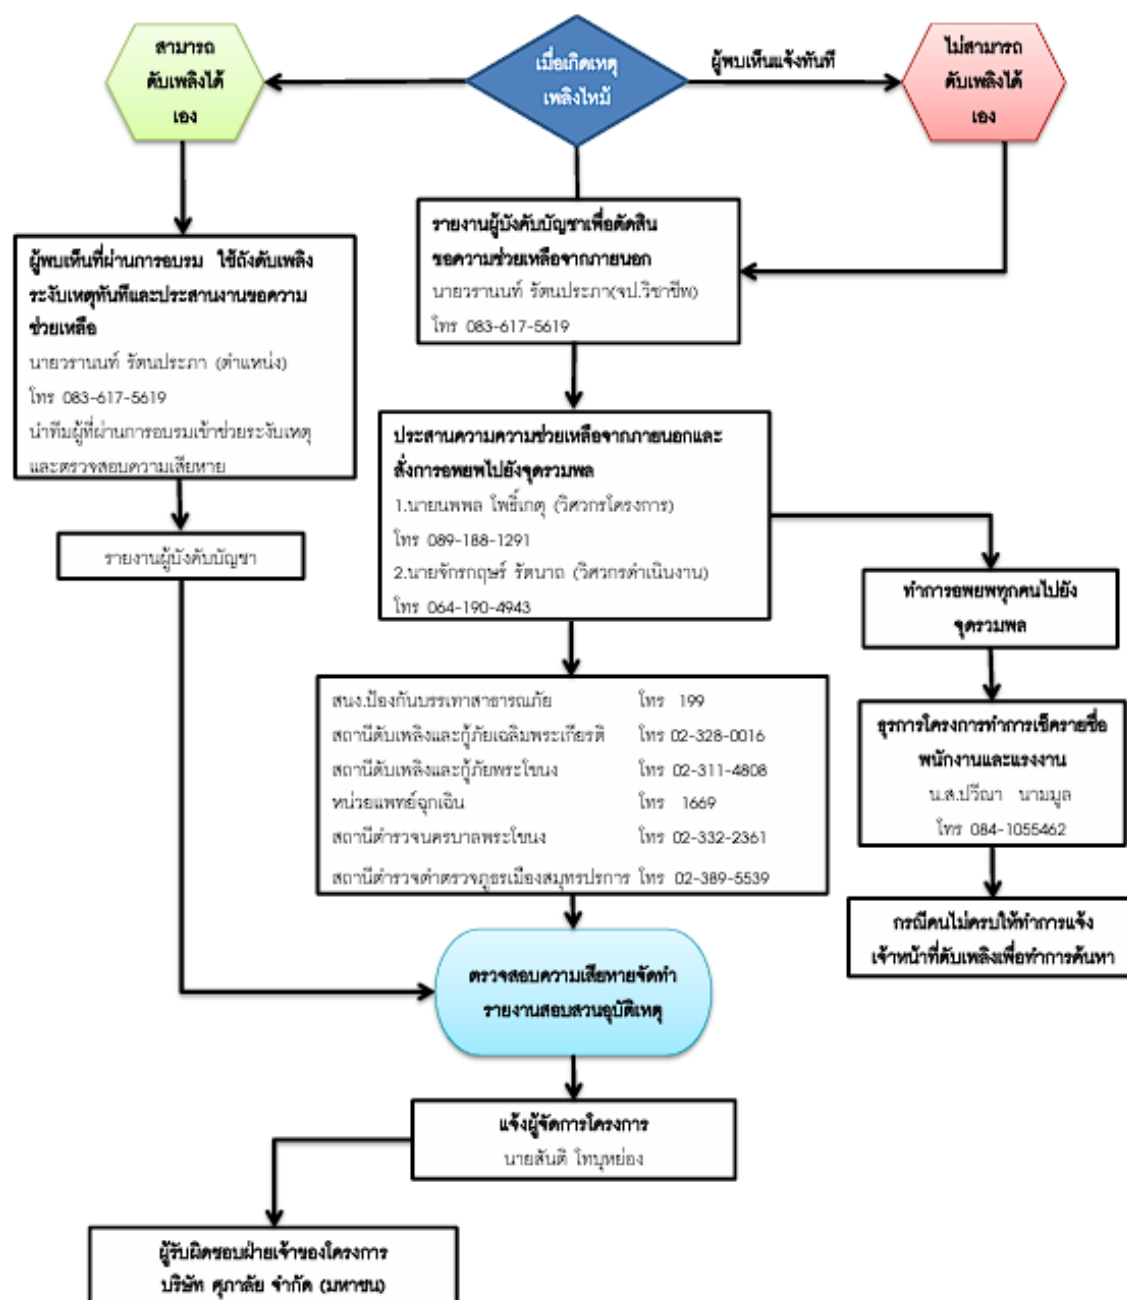 สามารถ
ดับเพลิงได้
เอง
เมื่อเกิดเหตุ
เพลิงไหม้
ผู้พบเห็นแจ้งทันที
ไม่สามารถ
ดับเพลิงได้
เอง
ผู้พบเห็นที่ผ่านการอบรม ใช้ถังดับเพลิง
ระงับเหตุทันทีและประสานงานขอความ
ช่วยเหลือ
นายวรานนท์ รัตนประภา (ตำแหน่ง)
โทร 083-617-5619
นำทีมผู้ที่ผ่านการอบรมเข้าช่วยระงับเหตุ
และตรวจสอบความเสียหาย
รายงานผู้บังคับบัญชา
รายงานผู้บังคับบัญชาเพื่อตัดสิน
ขอความช่วยเหลือจากภายนอก
นายวรานนท์ รัตนประภา(จป.วิชาชีพ)
โทร 083-617-5619
ประสานความความช่วยเหลือจากภายนอกและ
สั่งการอพยพไปยังจุดรวมพล
1.นายนพพล โพธิ์เกตุ (วิศวกรโครงการ)
โทร 089-188-1291
2.นายจักรกฤษร์ รัตนาถ (วิศวกรดำเนินงาน)
โทร 064-190-4943
สนง.ป้องกันบรรเทาสาธารณภัย โทร 199
สถานีดับเพลิงและกู้ภัยเฉลิมพระเกียรติ โทร 02-328-0016
สถานีดับเพลิงและกู้ภัยพระโขนง โทร 02-311-4808
หน่วยแพทย์ฉุกเฉิน โทร 1669
สถานีตำรวจนครบาลพระโขนง โทร 02-332-2361
สถานีตำรวจตำตรวจภูธรเมืองสมุทรปรการ โทร 02-389-5539
ทำการอพยพทุกคนไปยัง
จุดรวมพล
ธุรการโครงการทำการเช็ครายชื่อ
พนักงานและแรงงาน
น.ส.ปวีณา นามมูล
โทร 084-1055462
กรณีคนไม่ครบให้ทำการแจ้ง
เจ้าหน้าที่ดับเพลิงเพื่อทำการค้นหา
ตรวจสอบความเสียหายจัดทำ
รายงานสอบสวนอุบัติเหตุ
แจ้งผู้จัดการโครงการ
นายสันติ โทบุหย่อง
ผู้รับผิดชอบฝ่ายเจ้าของโครงการ
บริษัท ศุภาลัย จำกัด (มหาชน)